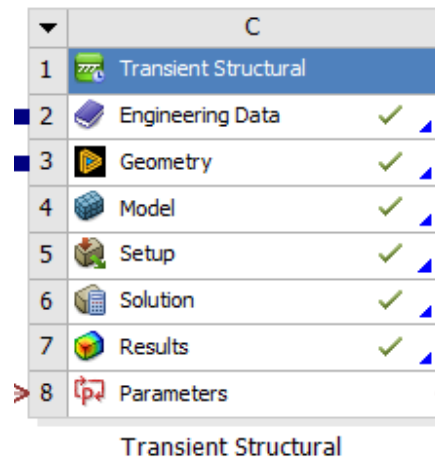 C
1 Transient Structural
2 Engineering Data
3 Geometry
4 Model
5 Setup
6 Solution
7 Results
8 Parameters
Transient Structural